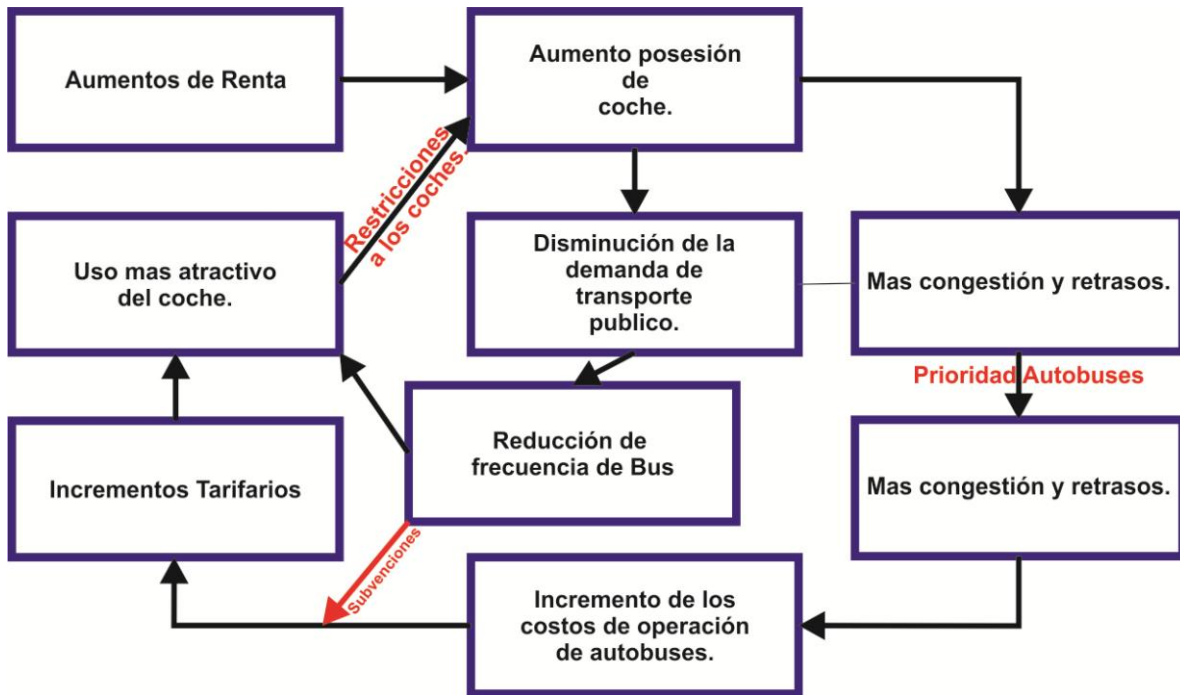 Aumentos de Renta
Aumento posesión
de
coche.
Restricciones
a los coches.
Uso mas atractivo
del coche.
Disminución de la
demanda de
transporte
publico.
Mas congestión y retrasos.
Prioridad Autobuses
Incrementos Tarifarios
Reducción de
frecuencia de Bus
Mas congestión y retrasos.
Subvenciones
Incremento de los
costos de operación
de autobuses.